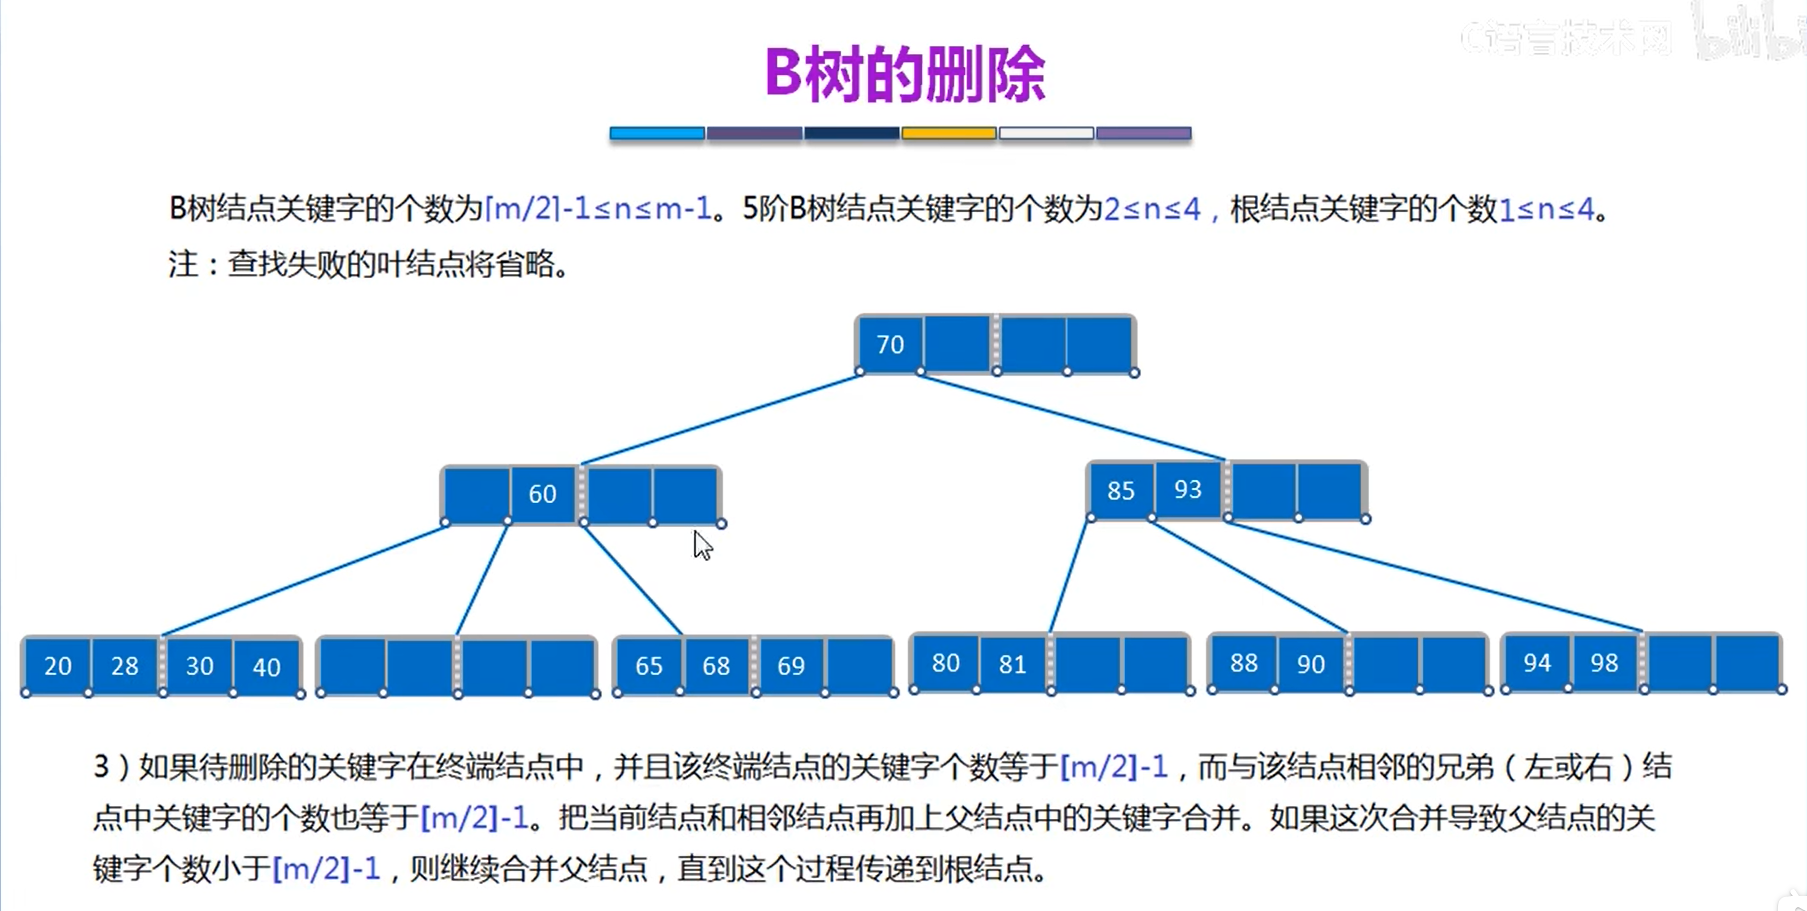 C语言技术网 bilibili
B树的删除
B树结点关键字的个数为⌈m/2⌉-1≤n≤m-1。5阶B树结点关键字的个数为2≤n≤4，根结点关键字的个数1≤n≤4。
注：查找失败的叶结点将省略。
70
60
85 93
20 28 30 40
65 68 69
80 81
88 90
94 98
3）如果待删除的关键字在终端结点中，并且该终端结点的关键字个数等于[m/2]-1，而与该结点相邻的兄弟（左或右）结
点中关键字的个数也等于[m/2]-1。把当前结点和相邻结点再加上父结点中的关键字合并。如果这次合并导致父结点的关
键字个数小于[m/2]-1，则继续合并父结点，直到这个过程传递到根结点。